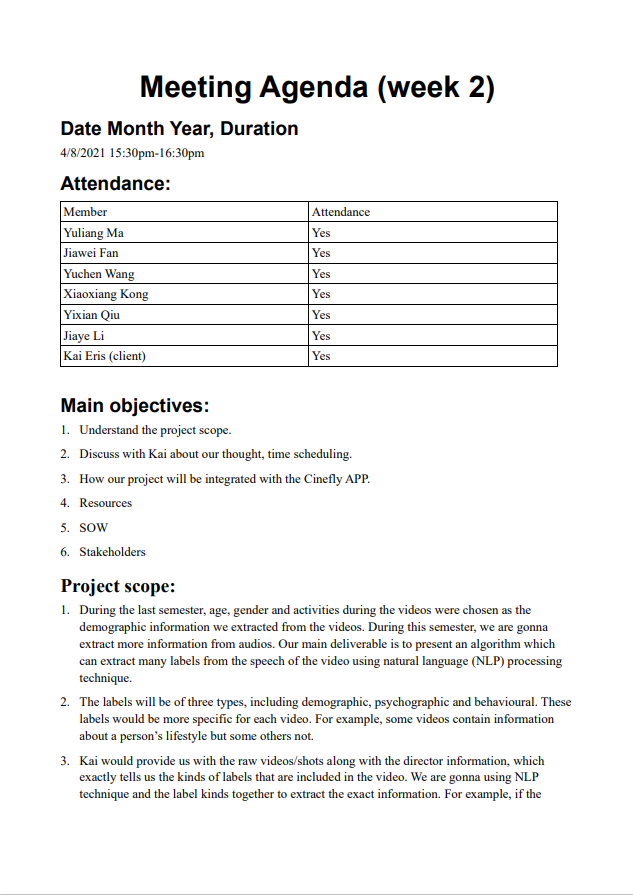 Meeting Agenda (week 2)
Date Month Year, Duration
4/8/2021 15:30pm-16:30pm
Attendance:
Member Attendance
Yuliang Ma Yes
Jiawei Fan Yes
Yuchen Wang Yes
Xiaoxiang Kong Yes
Yixian Qiu Yes
Jiaye Li Yes
Kai Eris (client) Yes
Main objectives:
1. Understand the project scope.
2. Discuss with Kai about our thought, time scheduling.
3. How our project will be integrated with the Cinefly APP.
4. Resources
5. SOW
6. Stakeholders
Project scope:
1. During the last semester, age, gender and activities during the videos were chosen as the
demographic information we extracted from the videos. During this semester, we are gonna
extract more information from audios. Our main deliverable is to present an algorithm which
can extract many labels from the speech of the video using natural language (NLP) processing
technique.
2. The labels will be of three types, including demographic, psychographic and behavioural. These
labels would be more specific for each video. For example, some videos contain information
about a person’s lifestyle but some others not.
3. Kai would provide us with the raw videos/shots along with the director information, which
exactly tells us the kinds of labels that are included in the video. We are gonna using NLP
technique and the label kinds together to extract the exact information. For example, if the